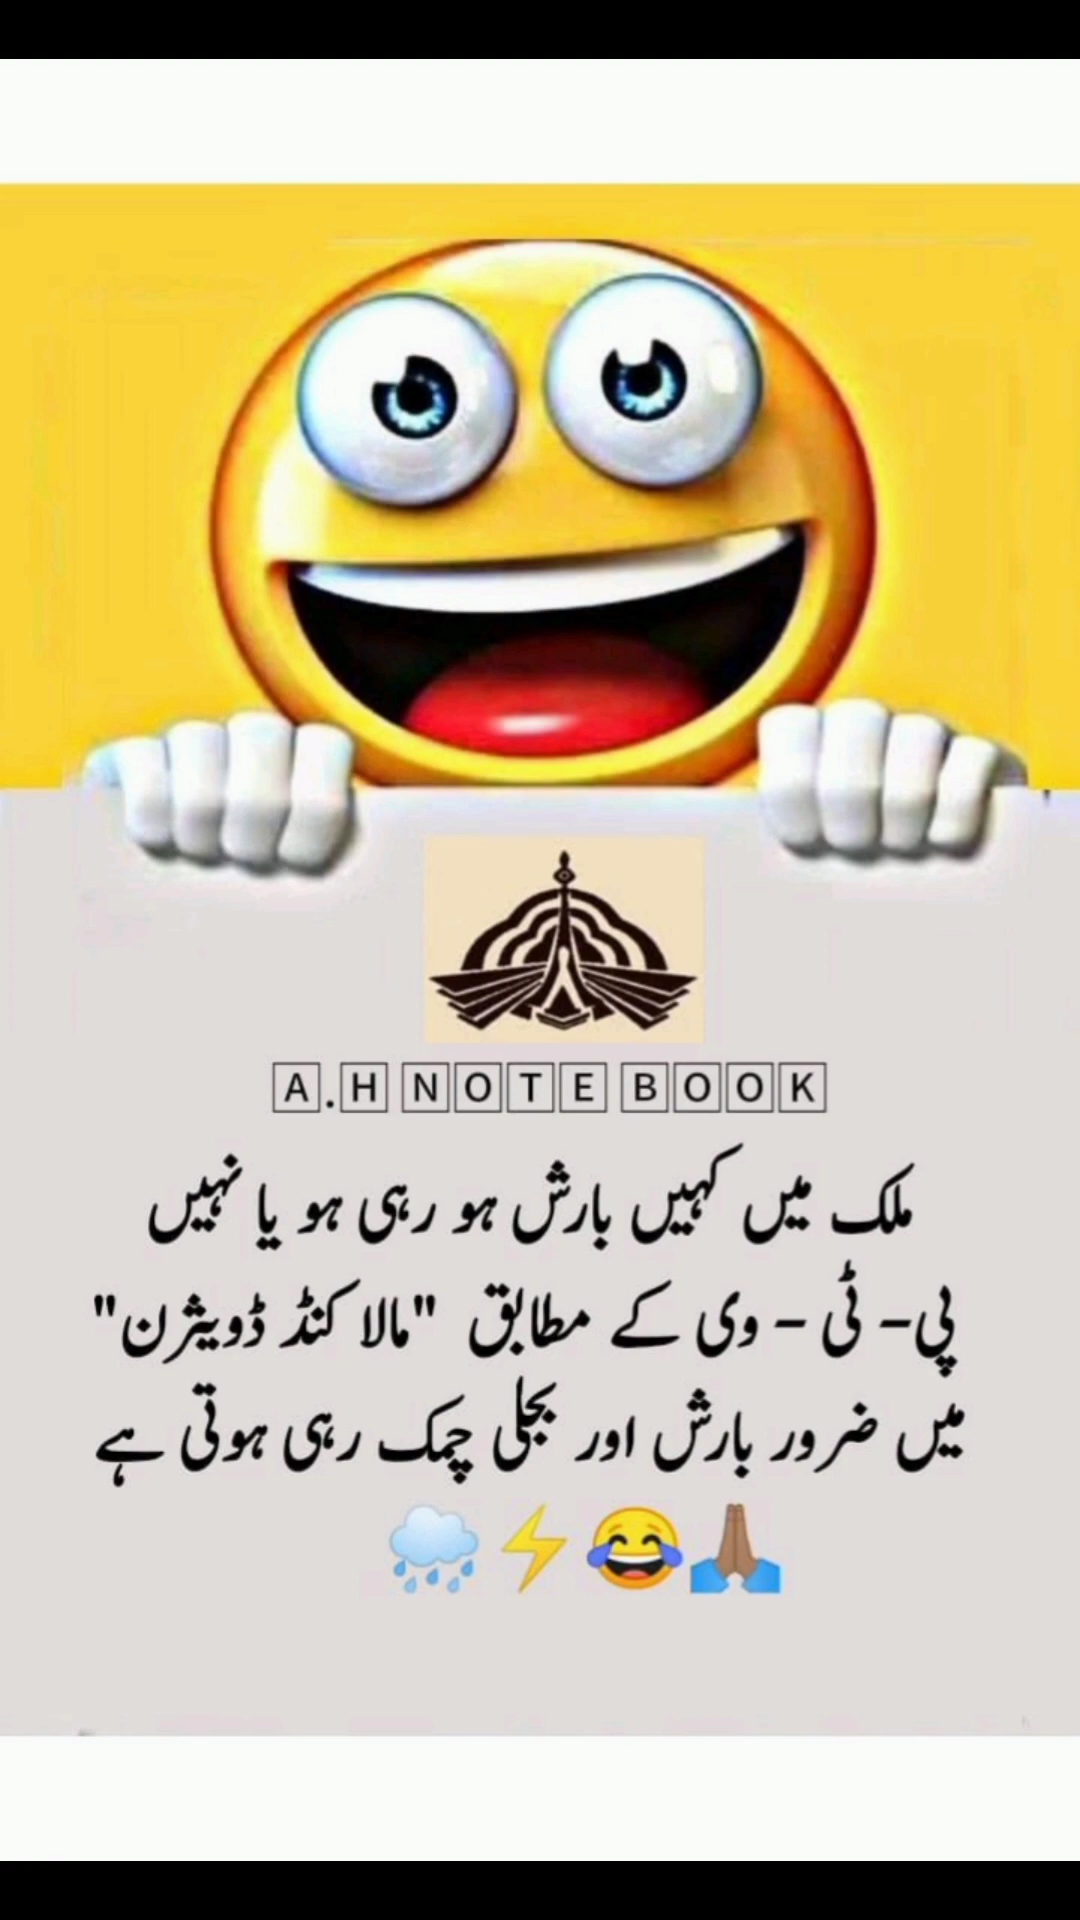 A.H NOTE BOOK
ملک میں کہیں بارش ہو رہی ہو یا نہیں
پی- ٹی - وی کے مطابق "مالاکنڈ ڈویثرن"
میں ضرور بارش اور بجلی چمک رہی ہوتی ہے
🌧️⚡😂🙏🏽